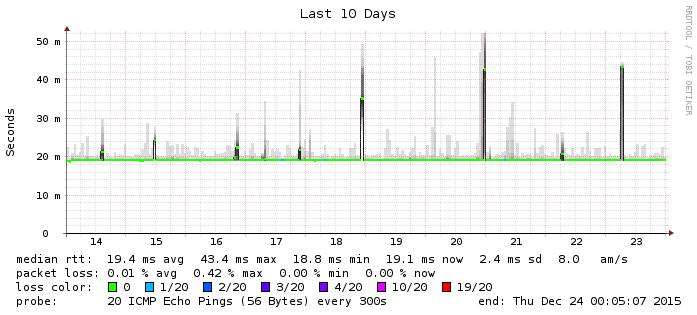 Last 10 Days
RRDTOOL / TOBI OETIKER
Seconds
50 m
40 m
30 m
20 m
10 m
0
14 15 16 17 18 19 20 21 22 23
median rtt: 19.4 ms avg 43.4 ms max 18.8 ms min 19.1 ms now 2.4 ms sd 8.0 am/s
packet loss: 0.01 % avg 0.42 % max 0.00 % min 0.00 % now
loss color: 0 1/20 2/20 3/20 4/20 10/20 19/20
probe: 20 ICMP Echo Pings (56 Bytes) every 300s end: Thu Dec 24 00:05:07 2015